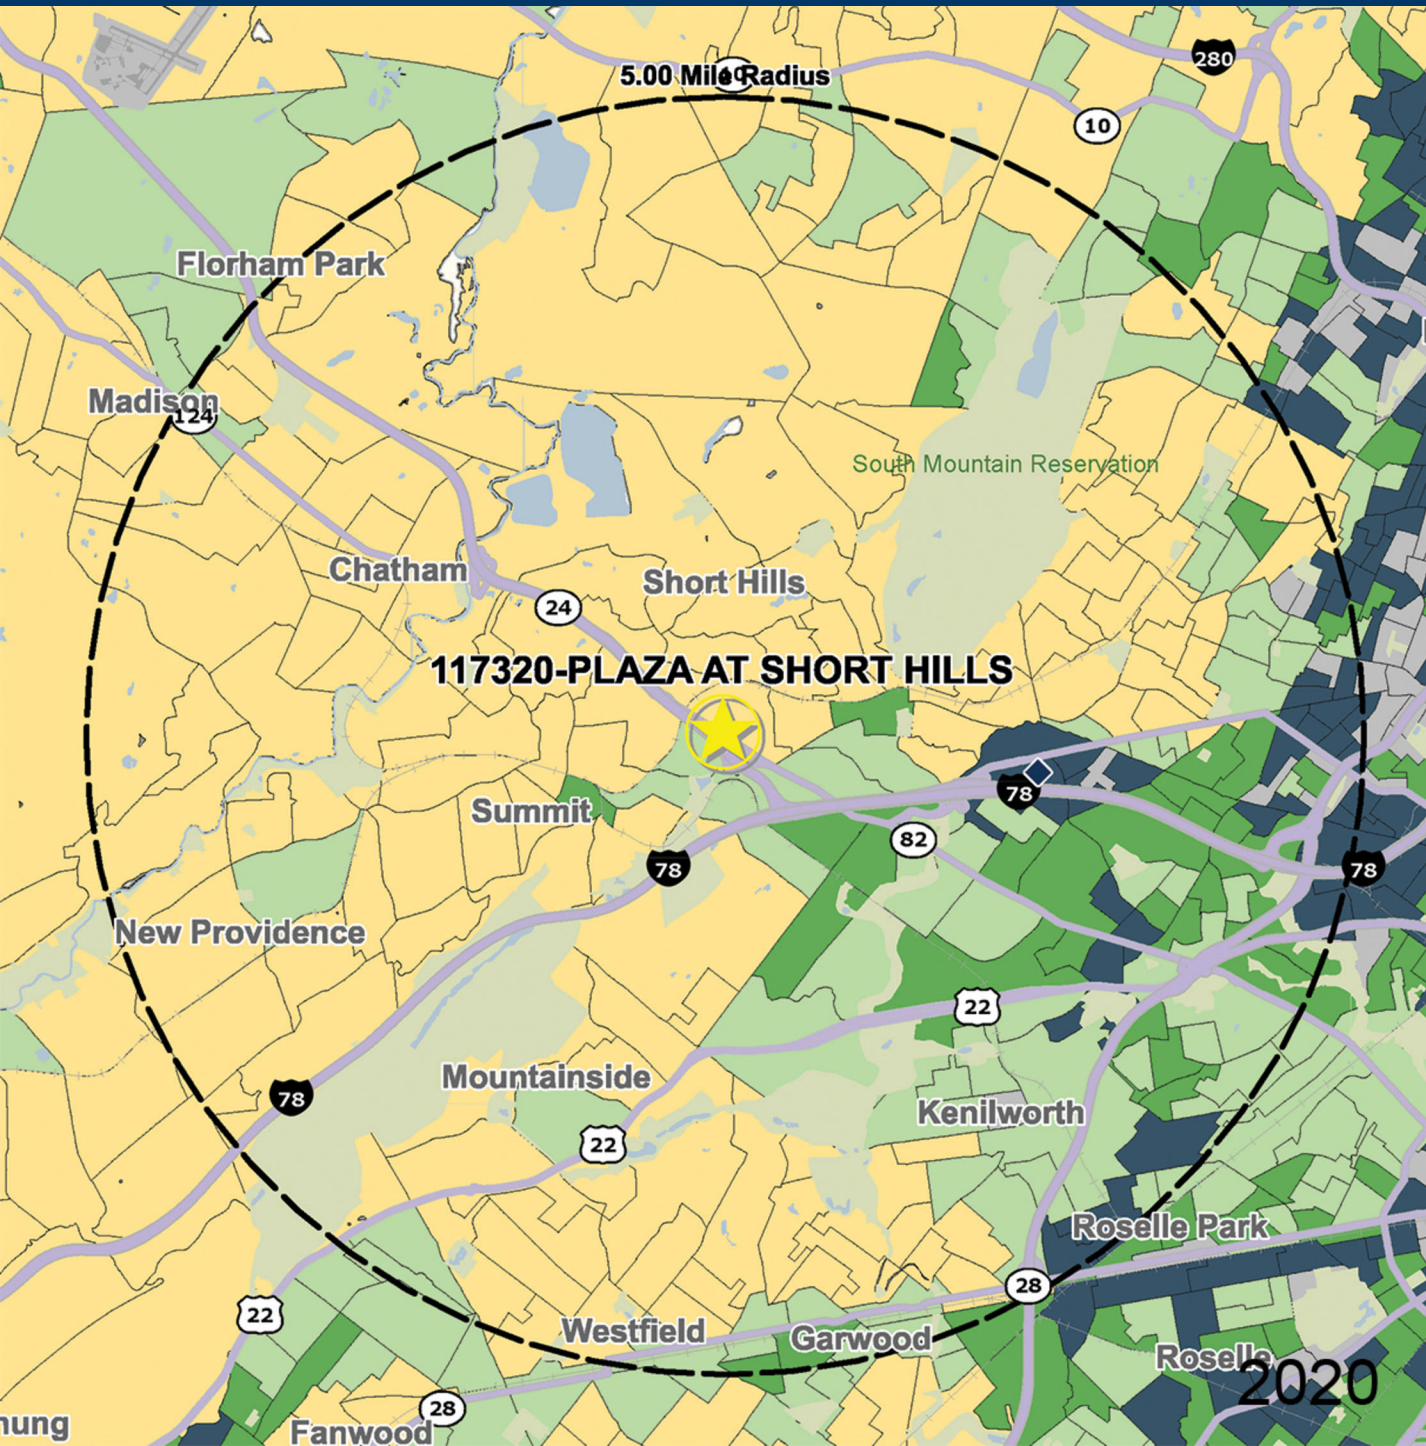 280
5.00 Mile Radius
10
10
Florham Park
Madison
124
South Mountain Reservation
Chatham
Short Hills
24
117320-PLAZA AT SHORT HILLS
78
Summit
82
78
78
New Providence
22
Mountainside
78
Kenilworth
22
Roselle Park
28
22
Westfield
Garwood
Roselle
2020
28
nung
Fanwood